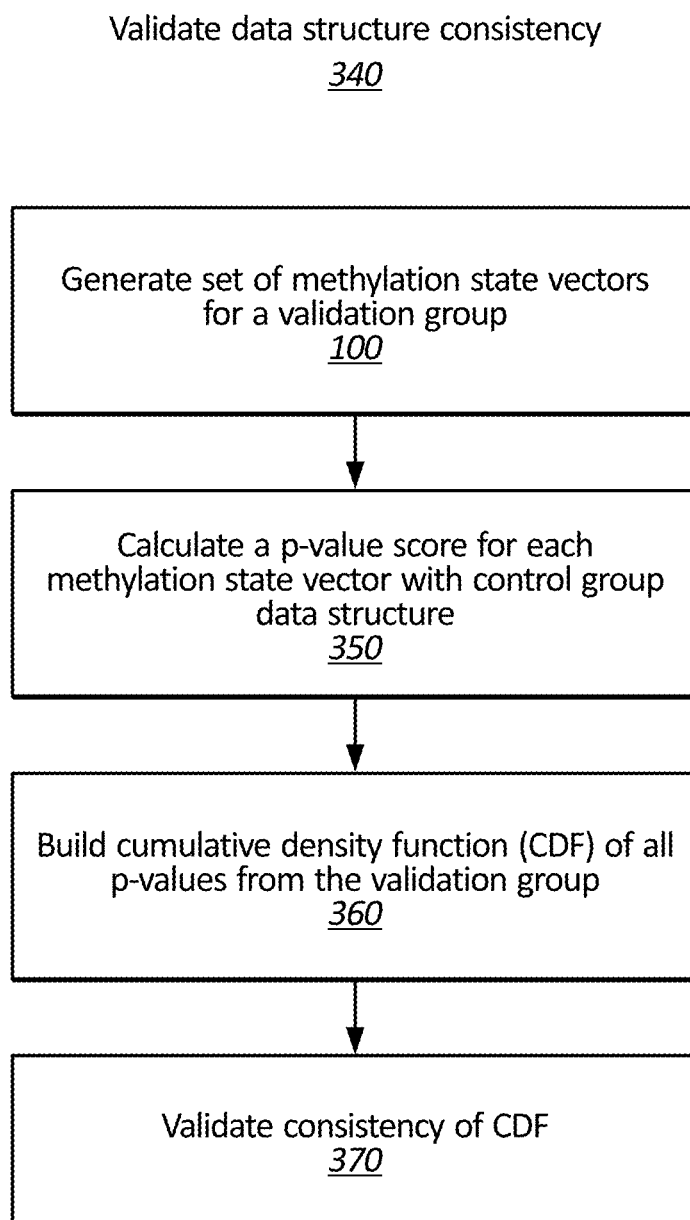 Validate data structure consistency
340
Generate set of methylation state vectors
for a validation group
100
Calculate a p-value score for each
methylation state vector with control group
data structure
350
Build cumulative density function (CDF) of all
p-values from the validation group
360
Validate consistency of CDF
370